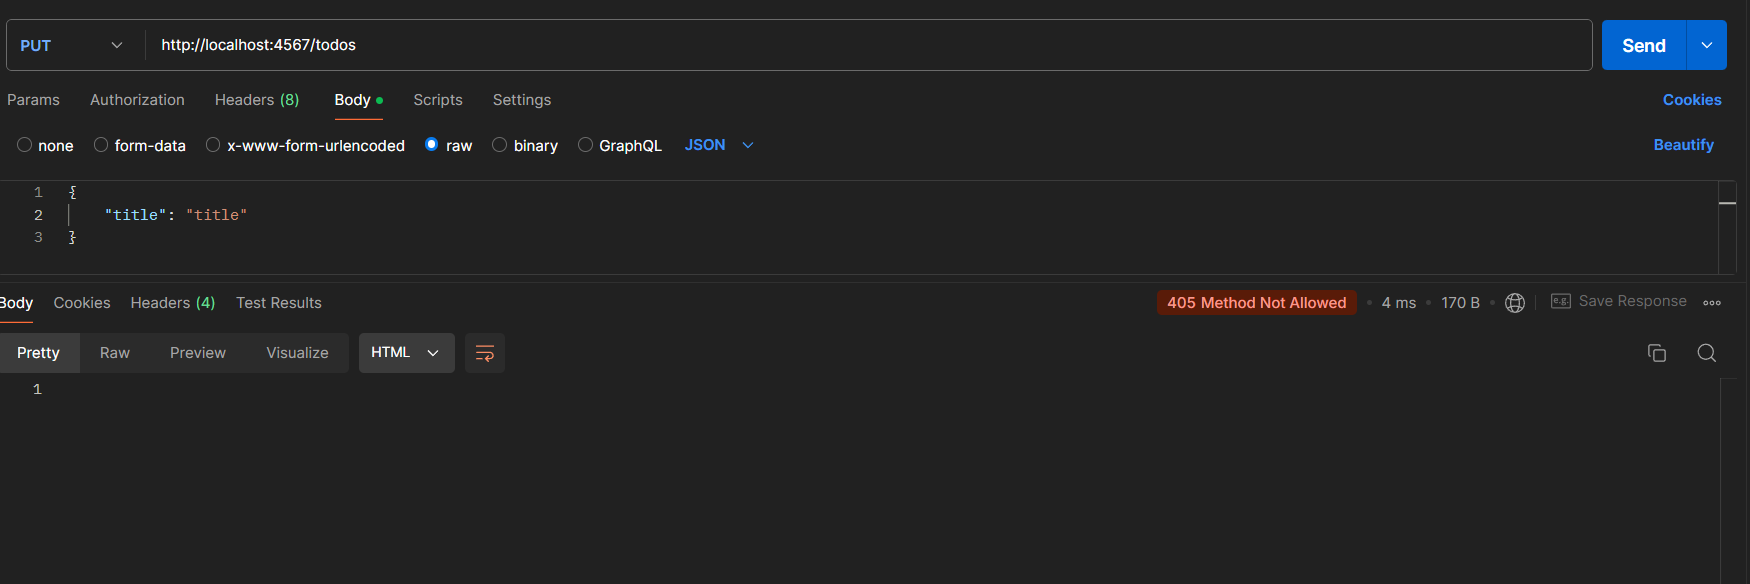 PUT http://localhost:4567/todos Send
Params Authorization Headers (8) Body Scripts Settings Cookies
none form-data x-www-form-urlencoded raw binary GraphQL JSON Beautify
1 {
2 "title": "title"
3 }
Body Cookies Headers (4) Test Results 405 Method Not Allowed 4 ms 170 B e.g. Save Response
Pretty Raw Preview Visualize HTML
1